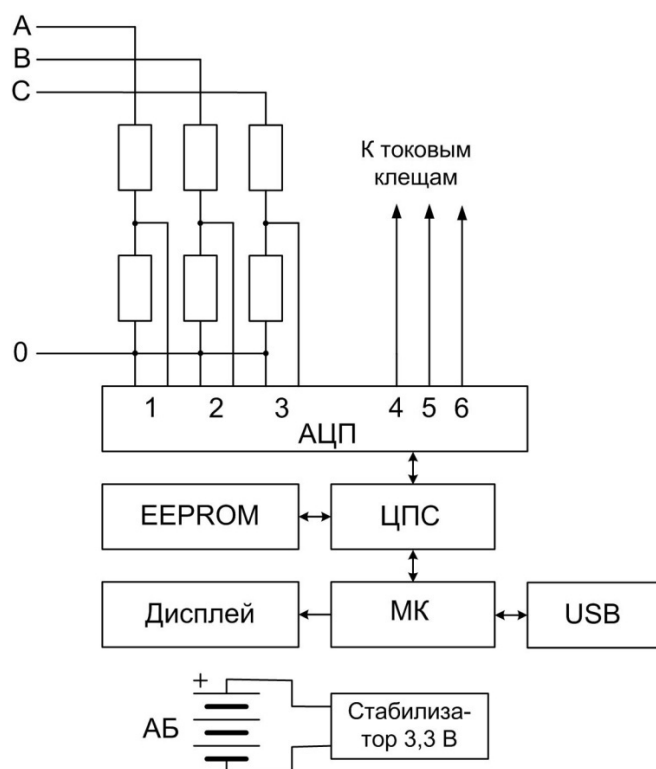 A
B
C
К токовым
клещам
0
1 2 3 4 5 6
АЦП
EEPROM
ЦПС
Дисплей
МК
USB
+
АБ
Стабилиза-
тор 3,3 В